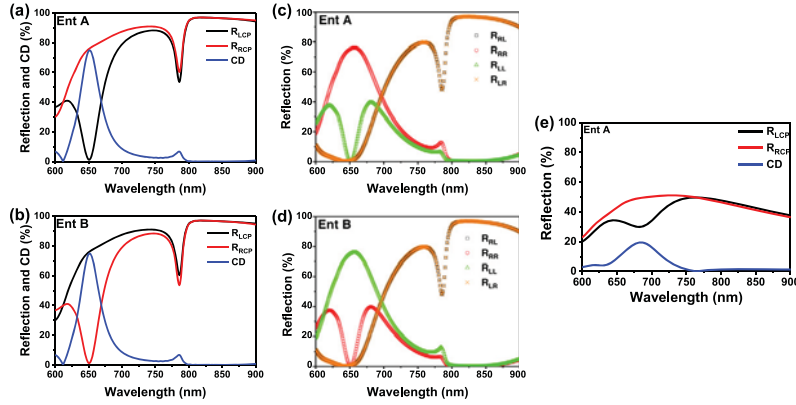 (a)
Ent A
R_LCP
R_RCP
CD
Reflection and CD (%)
100
80
60
40
20
0
600 650 700 750 800 850 900
Wavelength (nm)
(b)
Ent B
R_LCP
R_RCP
CD
Reflection and CD (%)
100
80
60
40
20
0
600 650 700 750 800 850 900
Wavelength (nm)
(c)
Ent A
R_RL
R_RR
R_LL
R_LR
Reflection (%)
100
80
60
40
20
0
600 650 700 750 800 850 900
Wavelength (nm)
(d)
Ent B
R_RL
R_RR
R_LL
R_LR
Reflection (%)
100
80
60
40
20
0
600 650 700 750 800 850 900
Wavelength (nm)
(e)
Ent A
R_LCP
R_RCP
CD
Reflection (%)
100
80
60
40
20
0
600 650 700 750 800 850 900
Wavelength (nm)